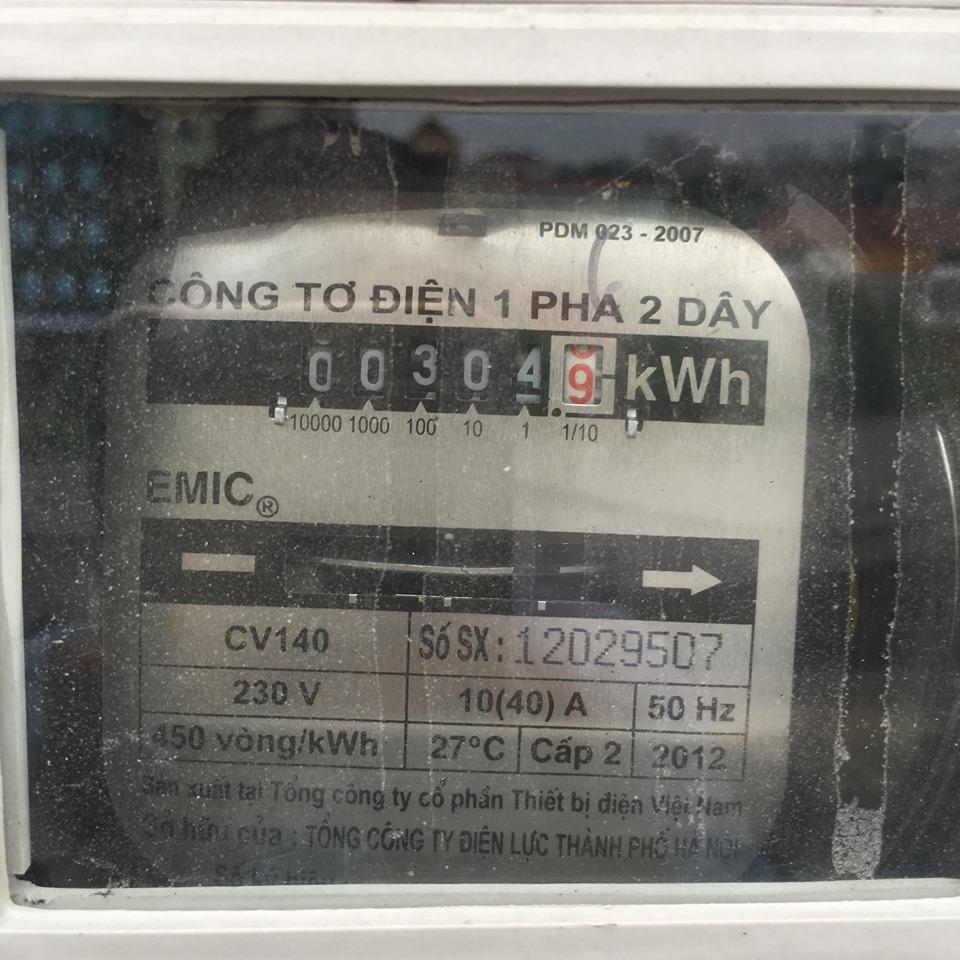 PDM 023 - 2007
CÔNG TƠ ĐIỆN 1 PHA 2 DÂY
0 0 3 0 4 9 kWh
10000 1000 100 10 1 1/10
EMIC®
CV140 Số SX : 12029507
230 V 10(40) A 50 Hz
450 vòng/kWh 27°C Cấp 2 2012
Sản xuất tại Tổng công ty cổ phần Thiết bị điện Việt Nam
Sở hữu của : TỔNG CÔNG TY ĐIỆN LỰC THÀNH PHỐ HÀ NỘI
Số ký hiệu